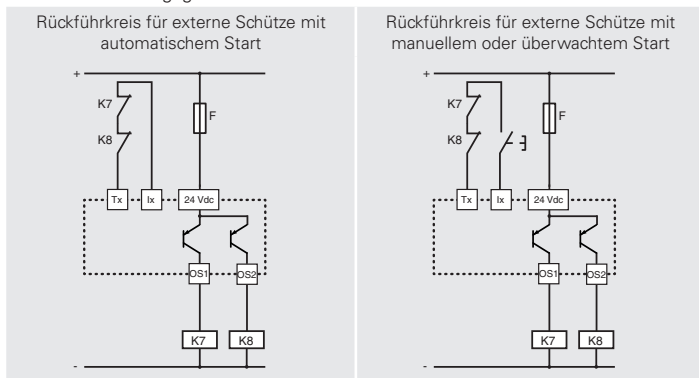 Rückführkreis für externe Schütze mit
automatischem Start
+
K7
K8
F
Tx
Ix
24 Vdc
OS1
OS2
K7
K8
-
Rückführkreis für externe Schütze mit
manuellem oder überwachtem Start
+
K7
K8
F
Tx
Ix
24 Vdc
OS1
OS2
K7
K8
-